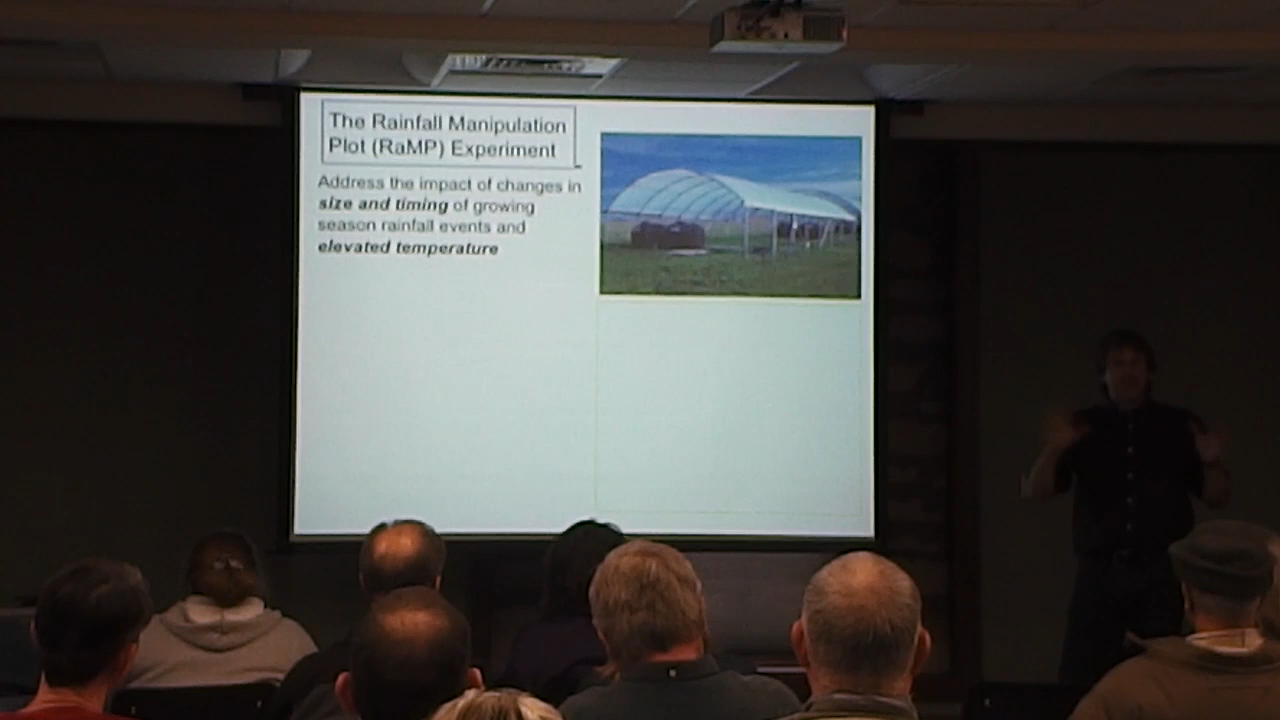 The Rainfall Manipulation
Plot (RaMP) Experiment
Address the impact of changes in
size and timing of growing
season rainfall events and
elevated temperature